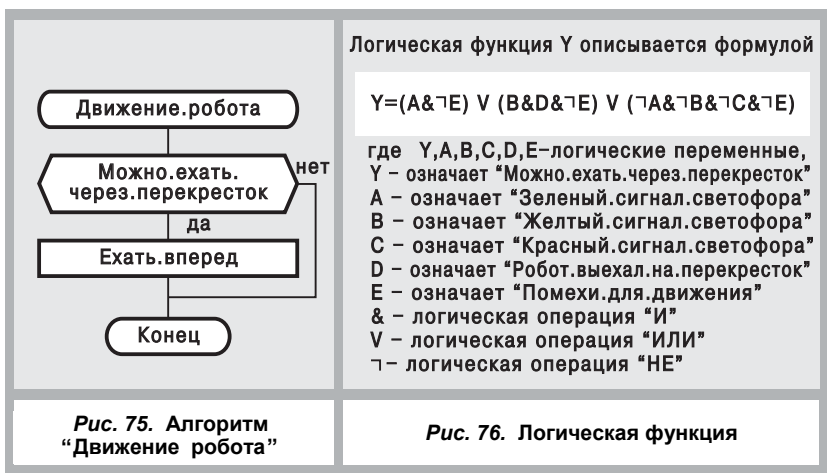 Движение.робота
Можно.ехать.
через.перекресток
нет
да
Ехать.вперед
Конец
Рис. 75. Алгоритм
“Движение робота”
Логическая функция Y описывается формулой
Y=(A&¬E) V (B&D&¬E) V (¬A&¬B&¬C&¬E)
где Y,A,B,C,D,E–логические переменные,
Y – означает “Можно.ехать.через.перекресток”
A – означает “Зеленый.сигнал.светофора”
B – означает “Желтый.сигнал.светофора”
C – означает “Красный.сигнал.светофора”
D – означает “Робот.выехал.на.перекресток”
E – означает “Помехи.для.движения”
& – логическая операция “И”
V – логическая операция “ИЛИ”
¬ – логическая операция “НЕ”
Рис. 76. Логическая функция